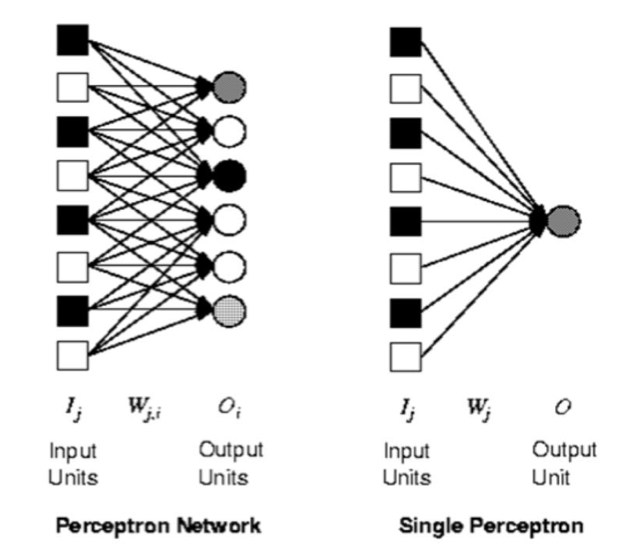 I_j W_{j,i} O_i
Input Output
Units Units
Perceptron Network
I_j W_j O
Input Output
Units Unit
Single Perceptron